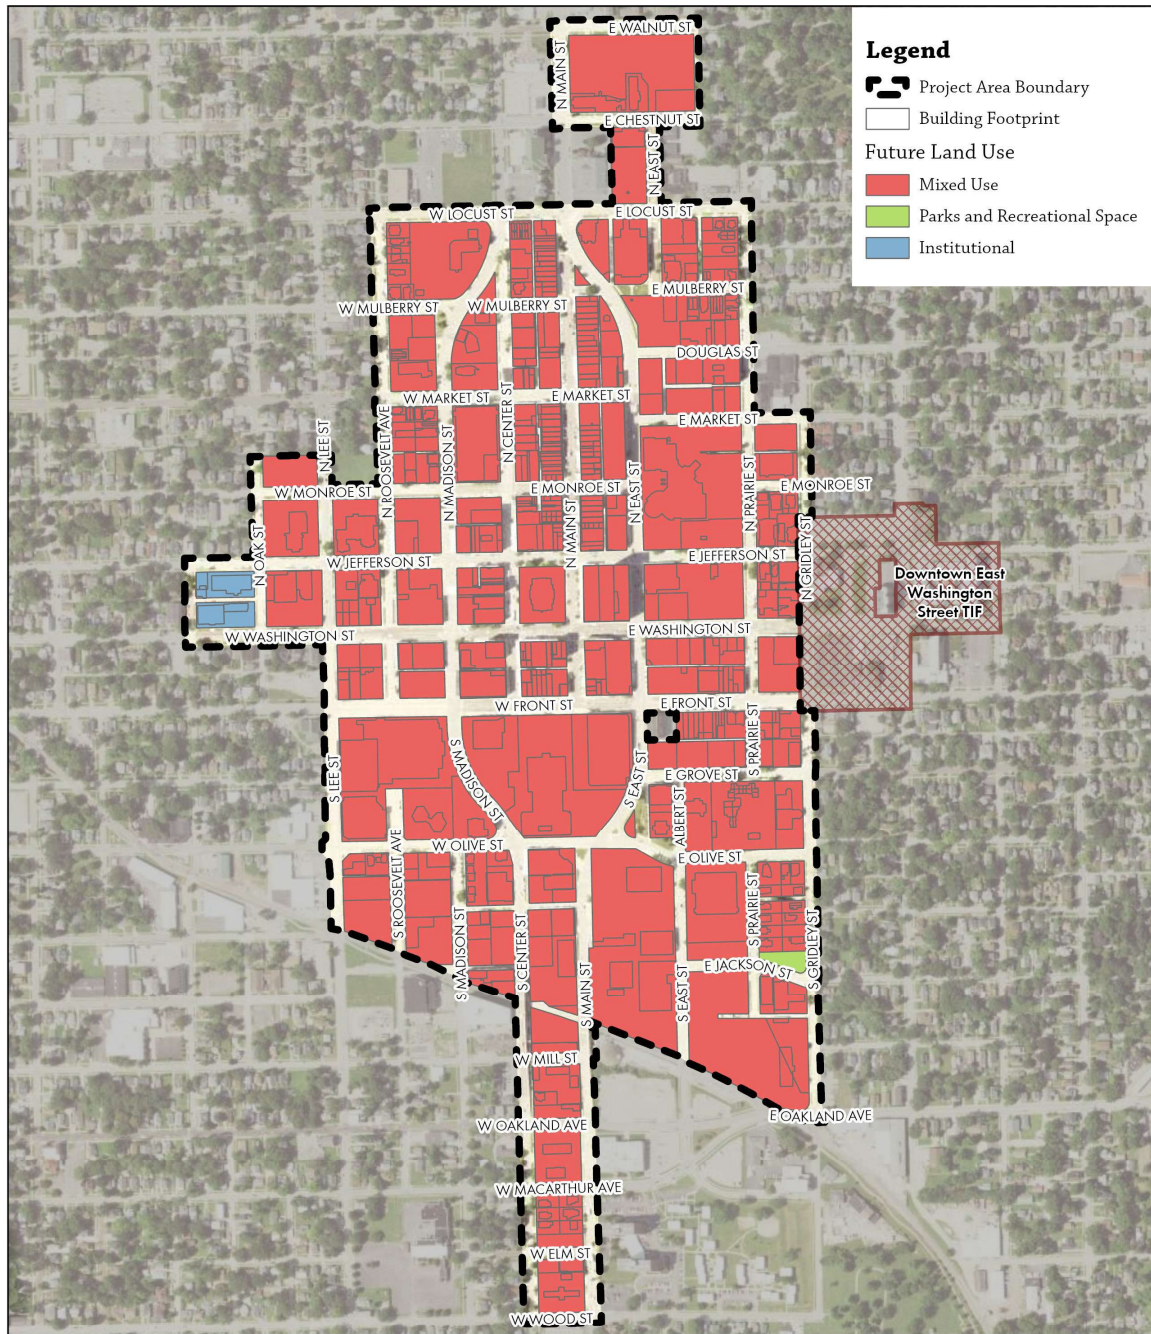 E WALNUT ST
N MAIN ST
E CHESTNUT ST
N EAST ST
Legend
Project Area Boundary
Building Footprint
Future Land Use
Mixed Use
Parks and Recreational Space
Institutional
W LOCUST ST
E LOCUST ST
E MULBERRY ST
W MULBERRY ST
W MULBERRY ST
DOUGLAS ST
W MARKET ST
E MARKET ST
N CENTER ST
N ROOSEVELT AVE
N MADISON ST
E MARKET ST
N LEE ST
N EAST ST
N PRAIRIE ST
W MONROE ST
E MONROE ST
E MONROE ST
N MAIN ST
N OAK ST
W JEFFERSON ST
E JEFFERSON ST
N GRIDLEY ST
Downtown East
Washington
Street TIF
W WASHINGTON ST
E WASHINGTON ST
W FRONT ST
E FRONT ST
S PRAIRIE ST
S LEE ST
S MADISON ST
S EAST ST
E GROVE ST
ALBERT ST
W OLIVE ST
E OLIVE ST
S ROOSEVELT AVE
S MADISON ST
S CENTER ST
S PRAIRIE ST
S GRIDLEY ST
E JACKSON ST
S MAIN ST
S EAST ST
W MILL ST
E OAKLAND AVE
W OAKLAND AVE
W MACARTHUR AVE
W ELM ST
W WOOD ST